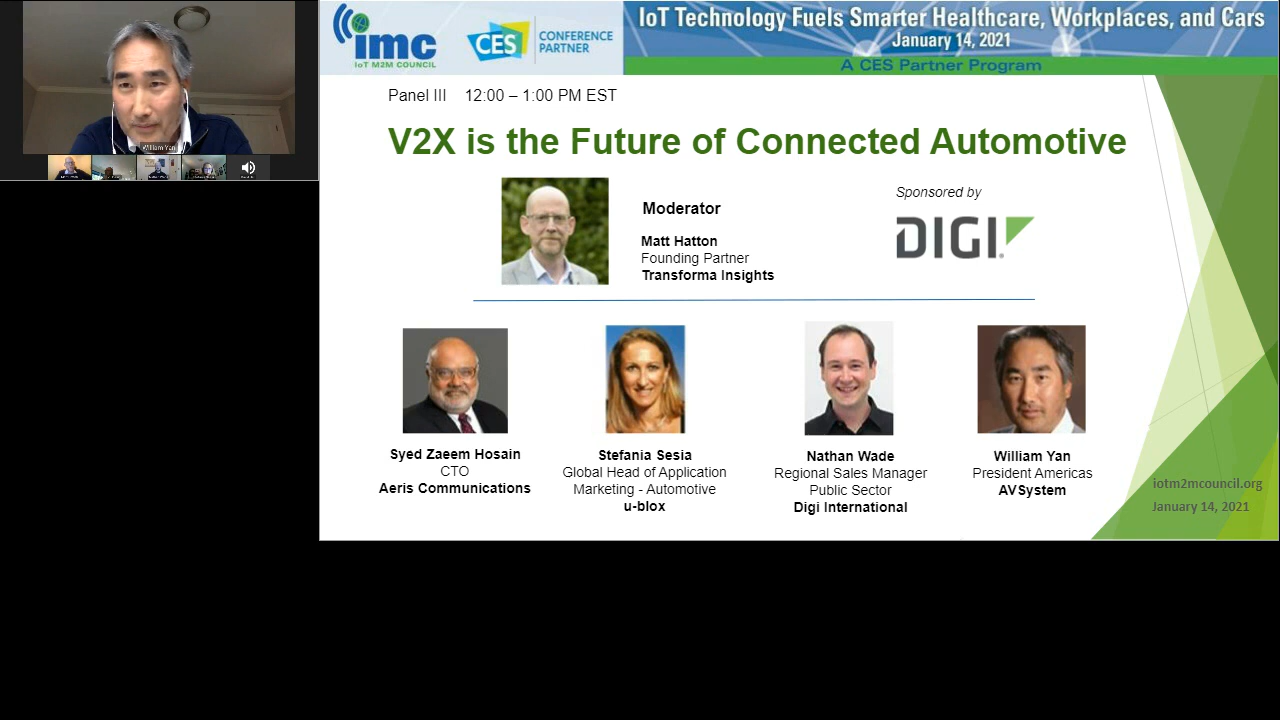 William Yan
imc
IoT M2M COUNCIL
CES
CONFERENCE
PARTNER
IoT Technology Fuels Smarter Healthcare, Workplaces, and Cars
January 14, 2021
A CES Partner Program
Panel III 12:00 – 1:00 PM EST
V2X is the Future of Connected Automotive
Moderator
Matt Hatton
Founding Partner
Transforma Insights
Sponsored by
DIGI
Syed Zaeem Hosain
CTO
Aeris Communications
Stefania Sesia
Global Head of Application
Marketing - Automotive
u-blox
Nathan Wade
Regional Sales Manager
Public Sector
Digi International
William Yan
President Americas
AVSystem
iotm2mcouncil.org
January 14, 2021